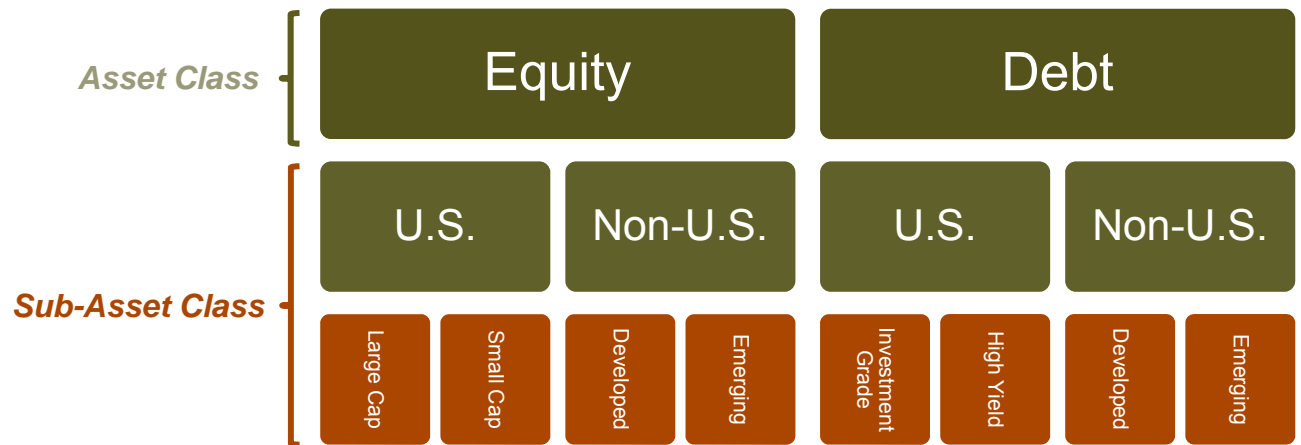 Asset Class
Equity
Debt
Sub-Asset Class
U.S.
Non-U.S.
U.S.
Non-U.S.
Large Cap
Small Cap
Developed
Emerging
Investment
Grade
High Yield
Developed
Emerging